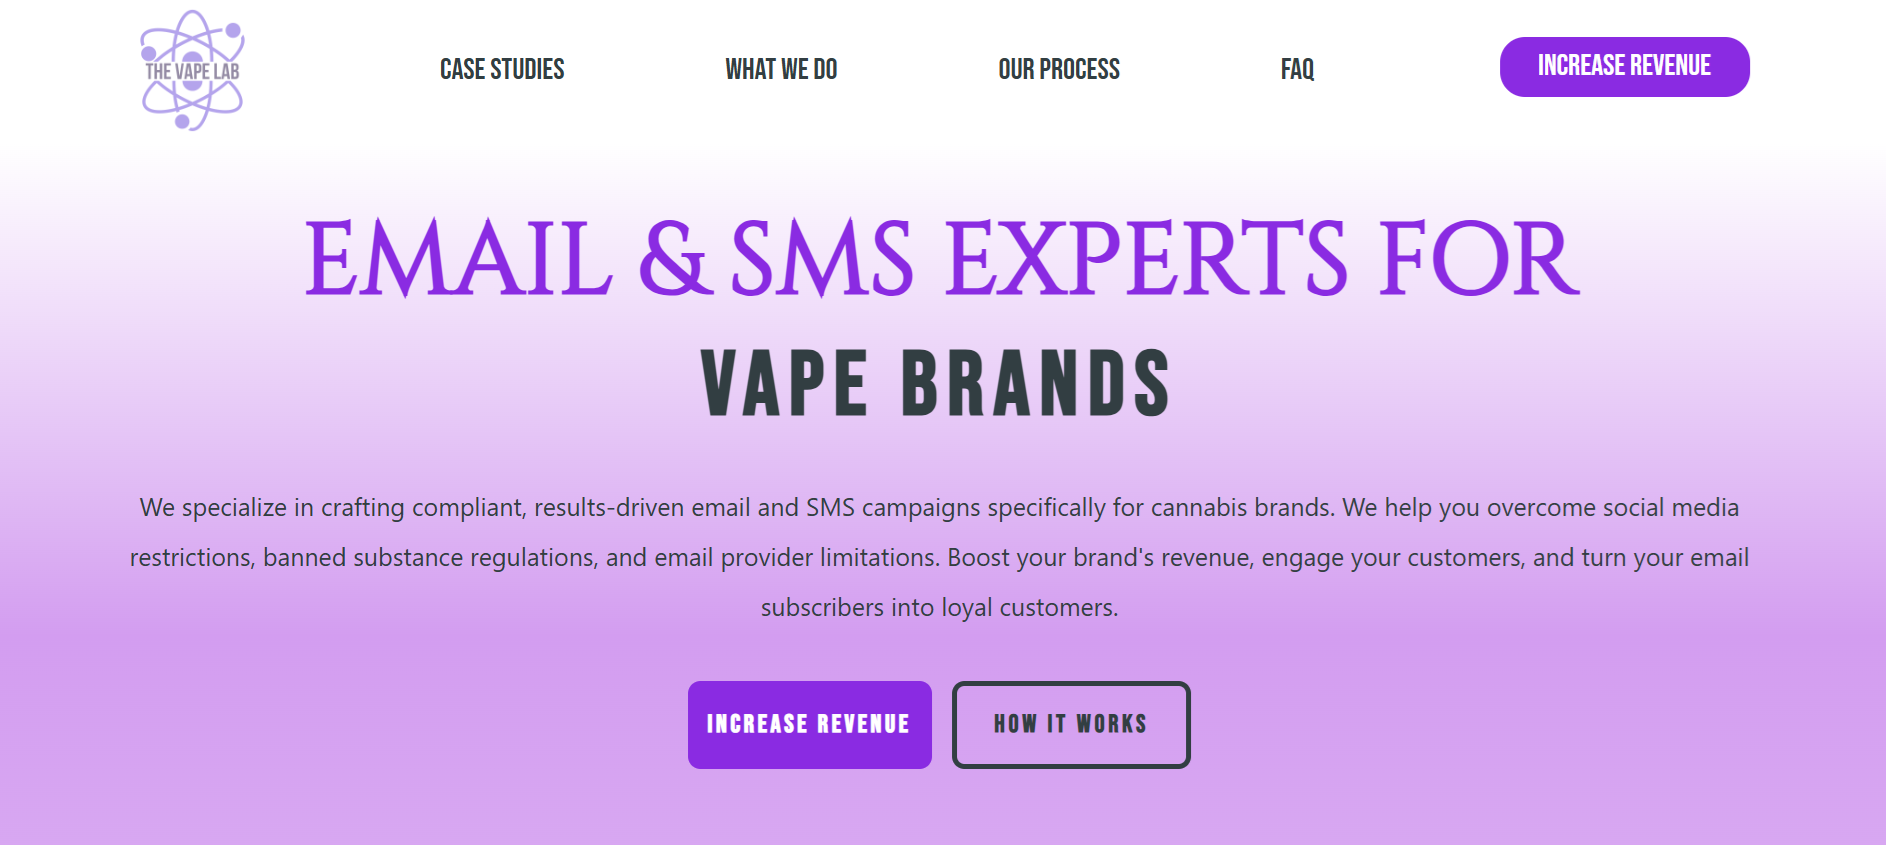 THE VAPE LAB
CASE STUDIES
WHAT WE DO
OUR PROCESS
FAQ
INCREASE REVENUE
EMAIL & SMS EXPERTS FOR
VAPE BRANDS
We specialize in crafting compliant, results-driven email and SMS campaigns specifically for cannabis brands. We help you overcome social media
restrictions, banned substance regulations, and email provider limitations. Boost your brand's revenue, engage your customers, and turn your email
subscribers into loyal customers.
INCREASE REVENUE
HOW IT WORKS